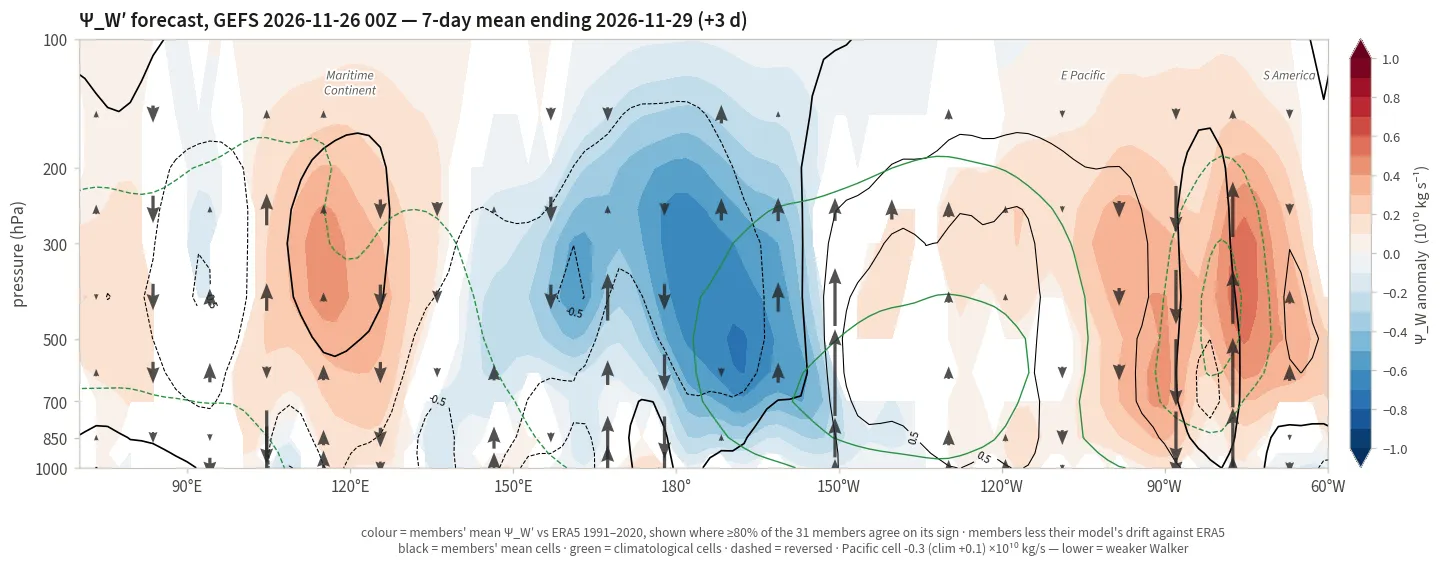 Ψ_W′ forecast, GEFS 2026-11-26 00Z — 7-day mean ending 2026-11-29 (+3 d)
100
200
300
400
500
700
850
1000
pressure (hPa)
Maritime
Continent
E Pacific
S America
-0.5
-0.5
0.5
0.5
90°E
120°E
150°E
180°
150°W
120°W
90°W
60°W
1.0
0.8
0.6
0.4
0.2
0.0
−0.2
−0.4
−0.6
−0.8
−1.0
Ψ_W anomaly (10¹⁰ kg s⁻¹)
colour = members' mean Ψ_W′ vs ERA5 1991–2020, shown where ≥80% of the 31 members agree on its sign · members less their model's drift against ERA5
black = members' mean cells · green = climatological cells · dashed = reversed · Pacific cell -0.3 (clim +0.1) ×10¹⁰ kg/s — lower = weaker Walker